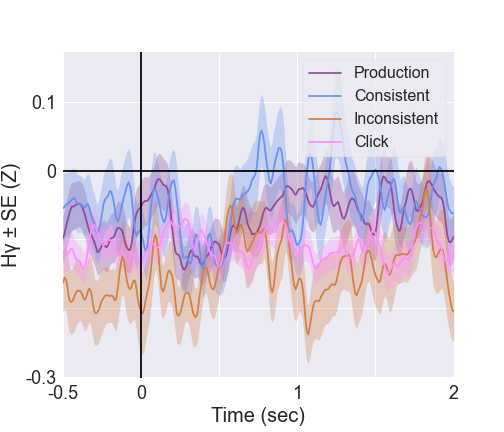 Production
Consistent
Inconsistent
Click
0.1
0
-0.3
Hγ ± SE (Z)
-0.5
0
1
2
Time (sec)